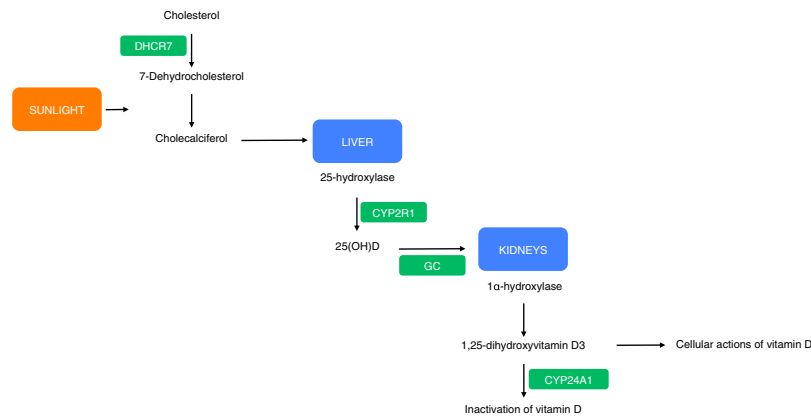 Cholesterol
DHCR7
7-Dehydrocholesterol
SUNLIGHT
Cholecalciferol
LIVER
25-hydroxylase
CYP2R1
25(OH)D
GC
KIDNEYS
1α-hydroxylase
1,25-dihydroxyvitamin D3
Cellular actions of vitamin D
CYP24A1
Inactivation of vitamin D